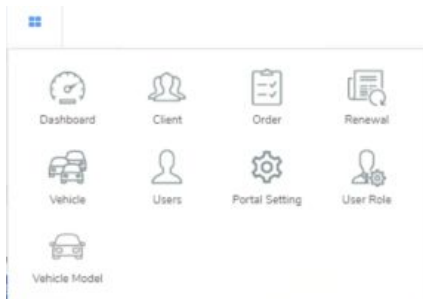 Dashboard
Client
Order
Renewal
Vehicle
Users
Portal Setting
User Role
Vehicle Model